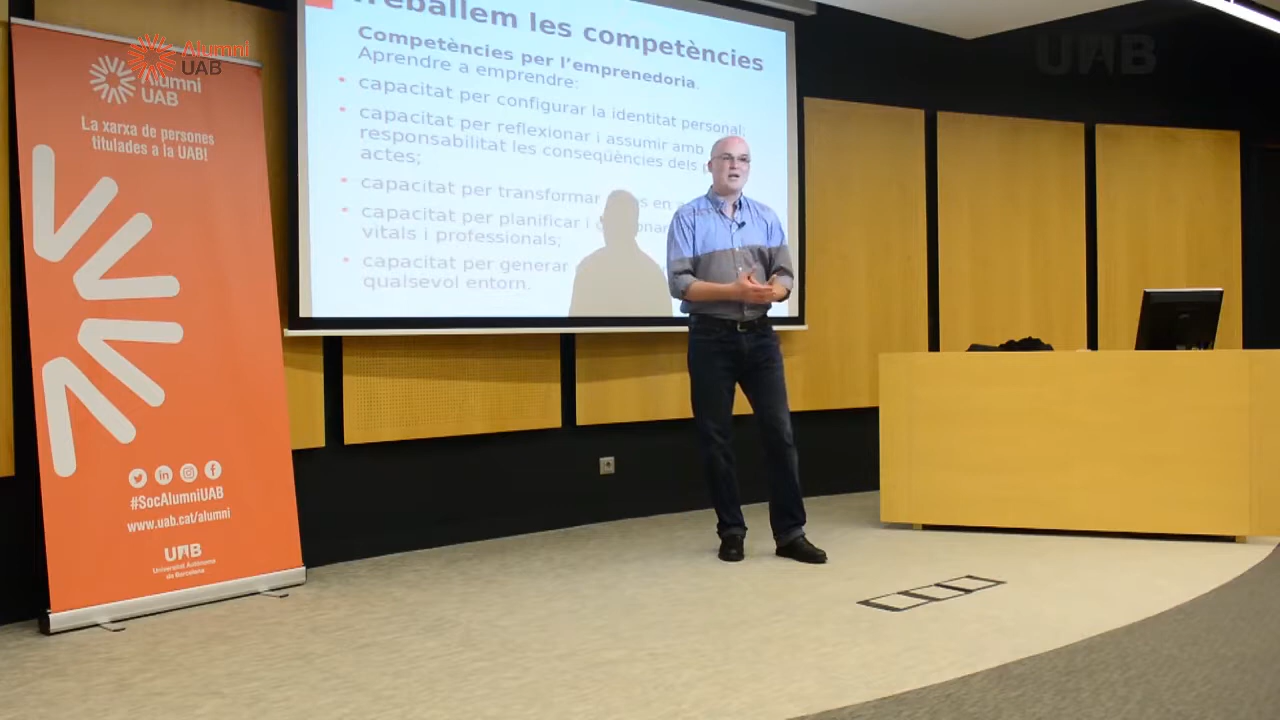 Alumni
UAB
Alumni
UAB
La xarxa de persones
titulades a la UAB!
#SocAlumniUAB
www.uab.cat/alumni
UAB
Universitat Autònoma
de Barcelona
Treballem les competències
Competències per l’emprenedoria.
Aprendre a emprendre:
capacitat per configurar la identitat personal;
capacitat per reflexionar i assumir amb
responsabilitat les conseqüències dels
actes;
capacitat per transformar en
capacitat per planificar i
vitals i professionals;
capacitat per generar
qualsevol entorn.
UAB